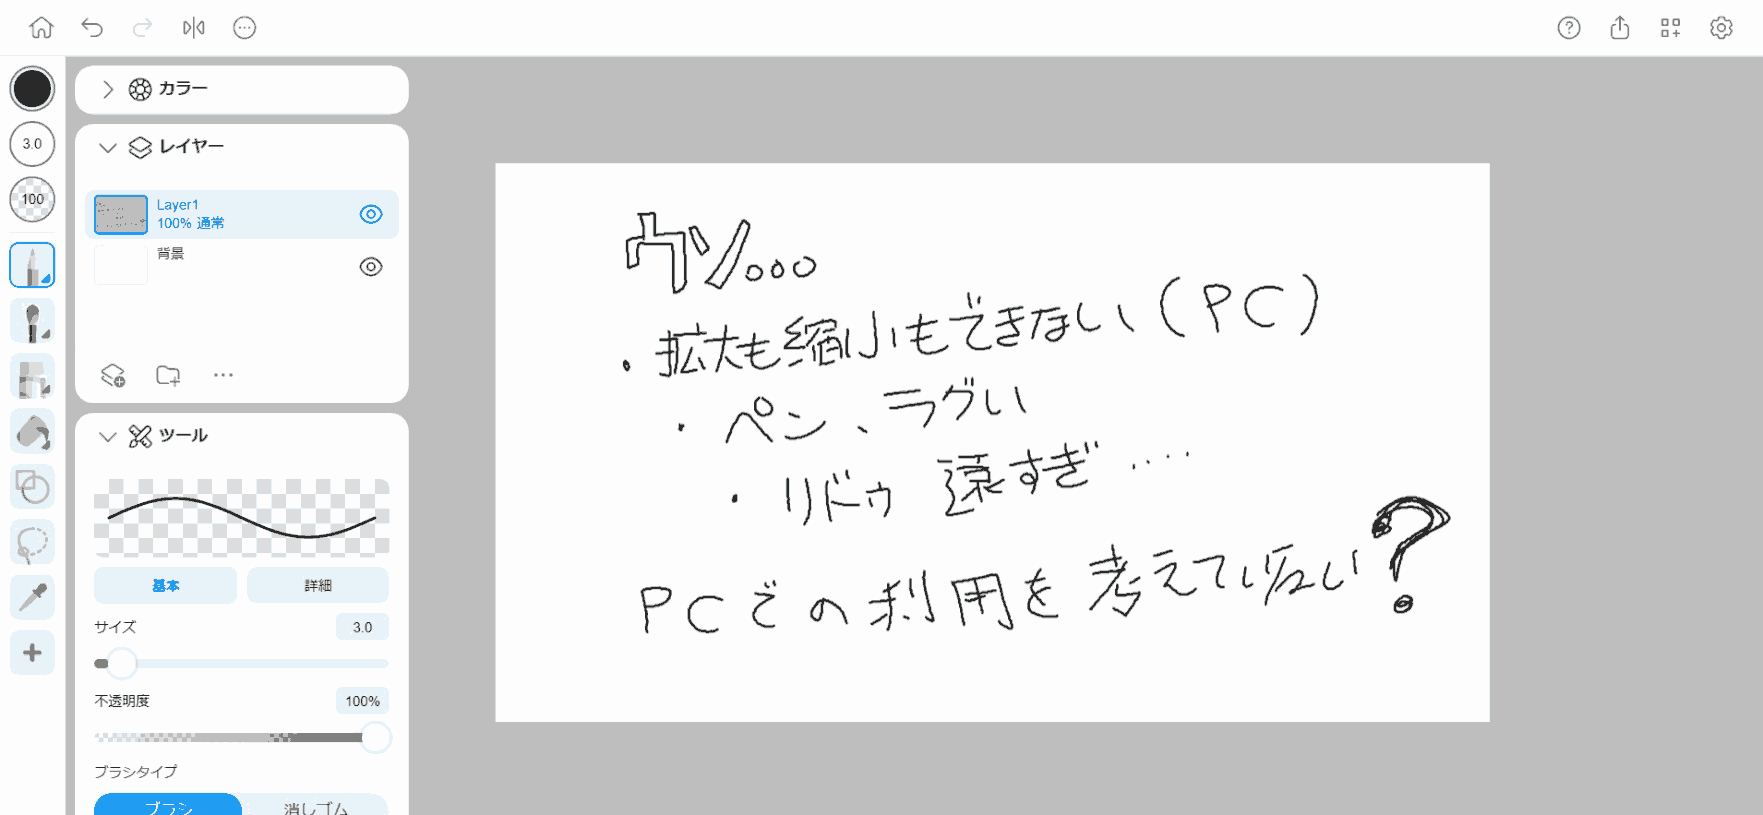 カラー
3.0
レイヤー
100
Layer1
100% 通常
背景
ツール
基本
詳細
サイズ
3.0
不透明度
100%
ブラシタイプ
ブラシ
消しゴム
ウソ。。。
・拡大も縮小もできない(PC)
・ペン、ラグい
・リドゥ 遠すぎ‥‥
PCでの利用を考えていない?